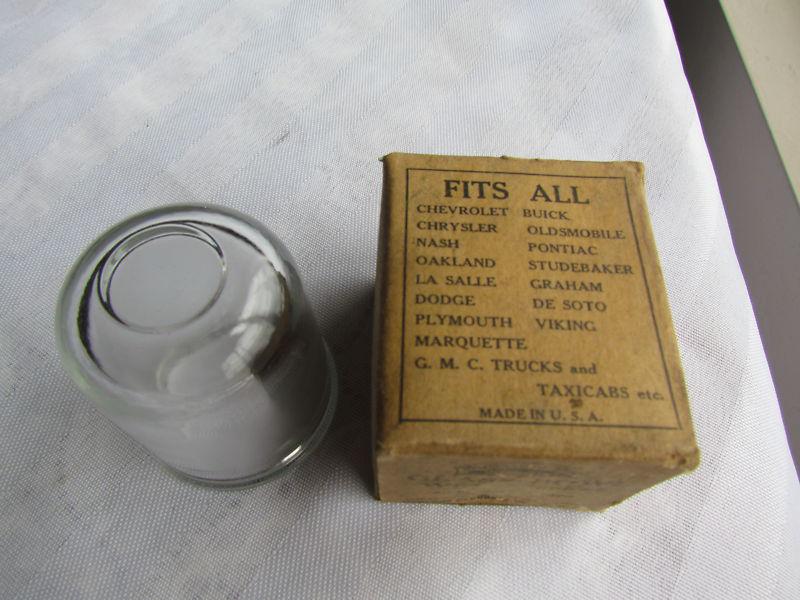 FITS ALL
CHEVROLET BUICK
CHRYSLER OLDSMOBILE
NASH PONTIAC
OAKLAND STUDEBAKER
LA SALLE GRAHAM
DODGE DE SOTO
PLYMOUTH VIKING
MARQUETTE
G. M. C. TRUCKS and
TAXICABS etc.
MADE IN U. S. A.